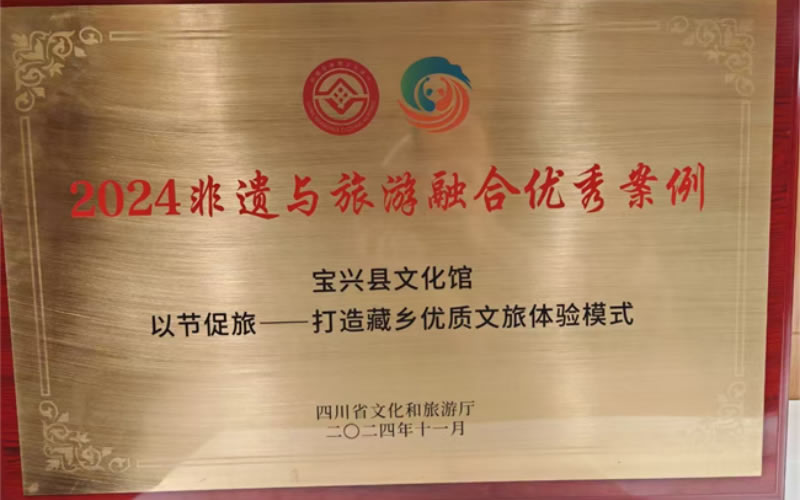 2024非遗与旅游融合优秀案例
宝兴县文化馆
以节促旅——打造藏乡优质文旅体验模式
四川省文化和旅游厅
二〇二四年十一月